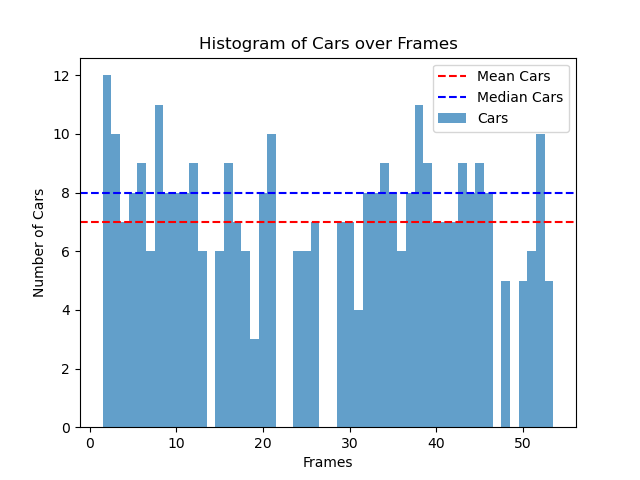 Histogram of Cars over Frames
Mean Cars
Median Cars
Cars
Number of Cars
12
10
8
6
4
2
0
0 10 20 30 40 50
Frames